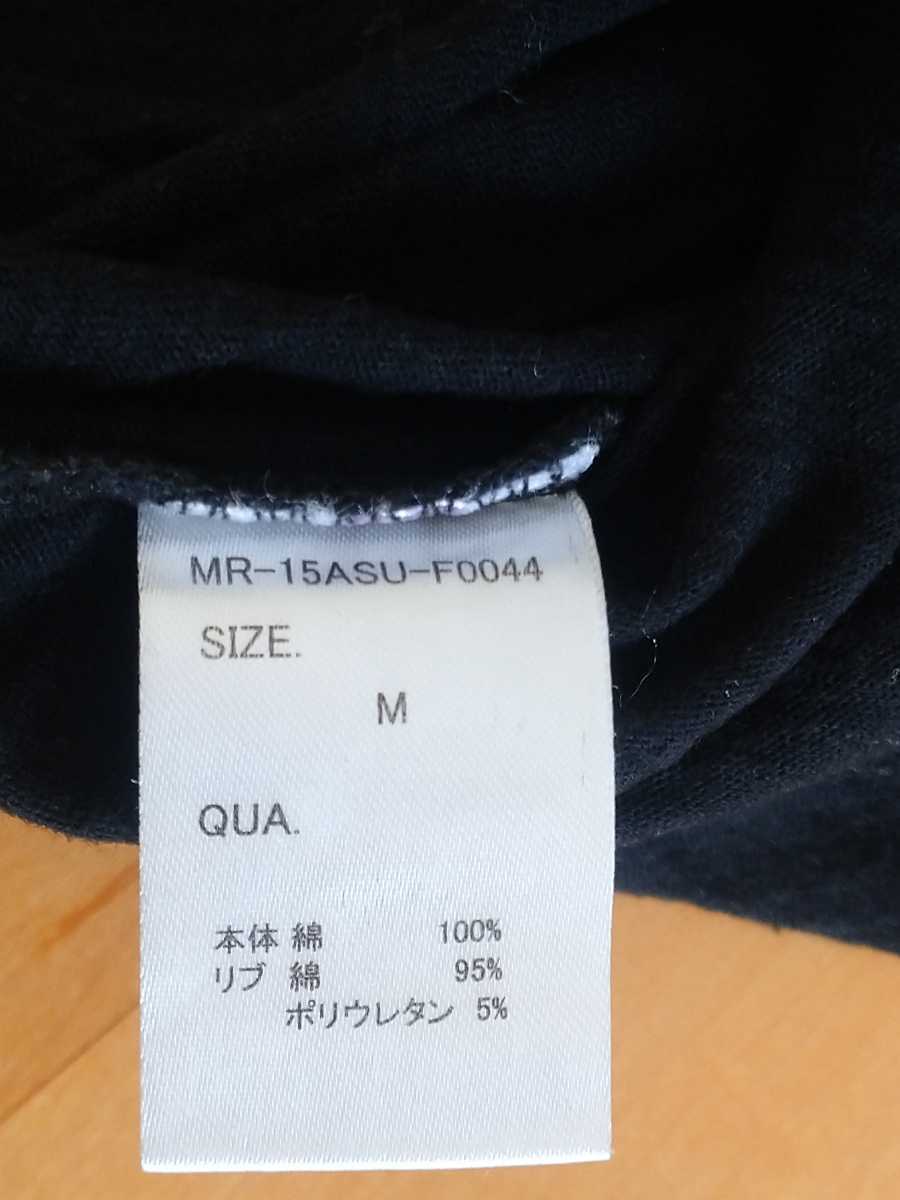 MR-15ASU-F0044
SIZE.
M
QUA.
本体 綿 100%
リブ 綿 95%
ポリウレタン 5%